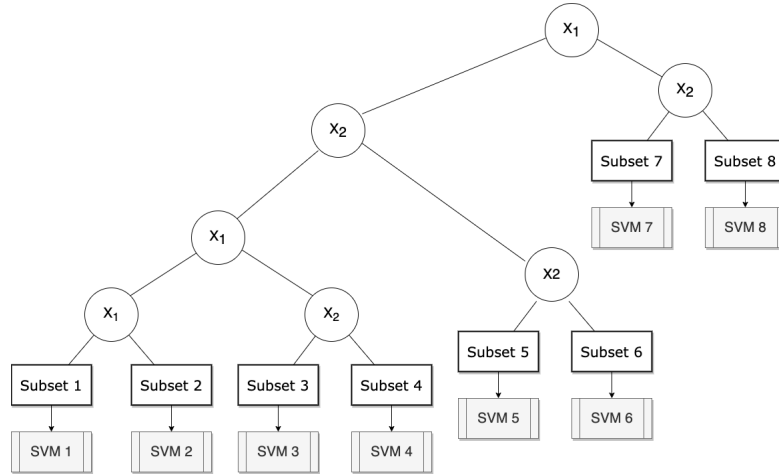 X₁
X₂
X₂
Subset 7
Subset 8
SVM 7
SVM 8
X₁
X2
X₁
X₂
Subset 5
Subset 6
Subset 1
Subset 2
Subset 3
Subset 4
SVM 5
SVM 6
SVM 1
SVM 2
SVM 3
SVM 4